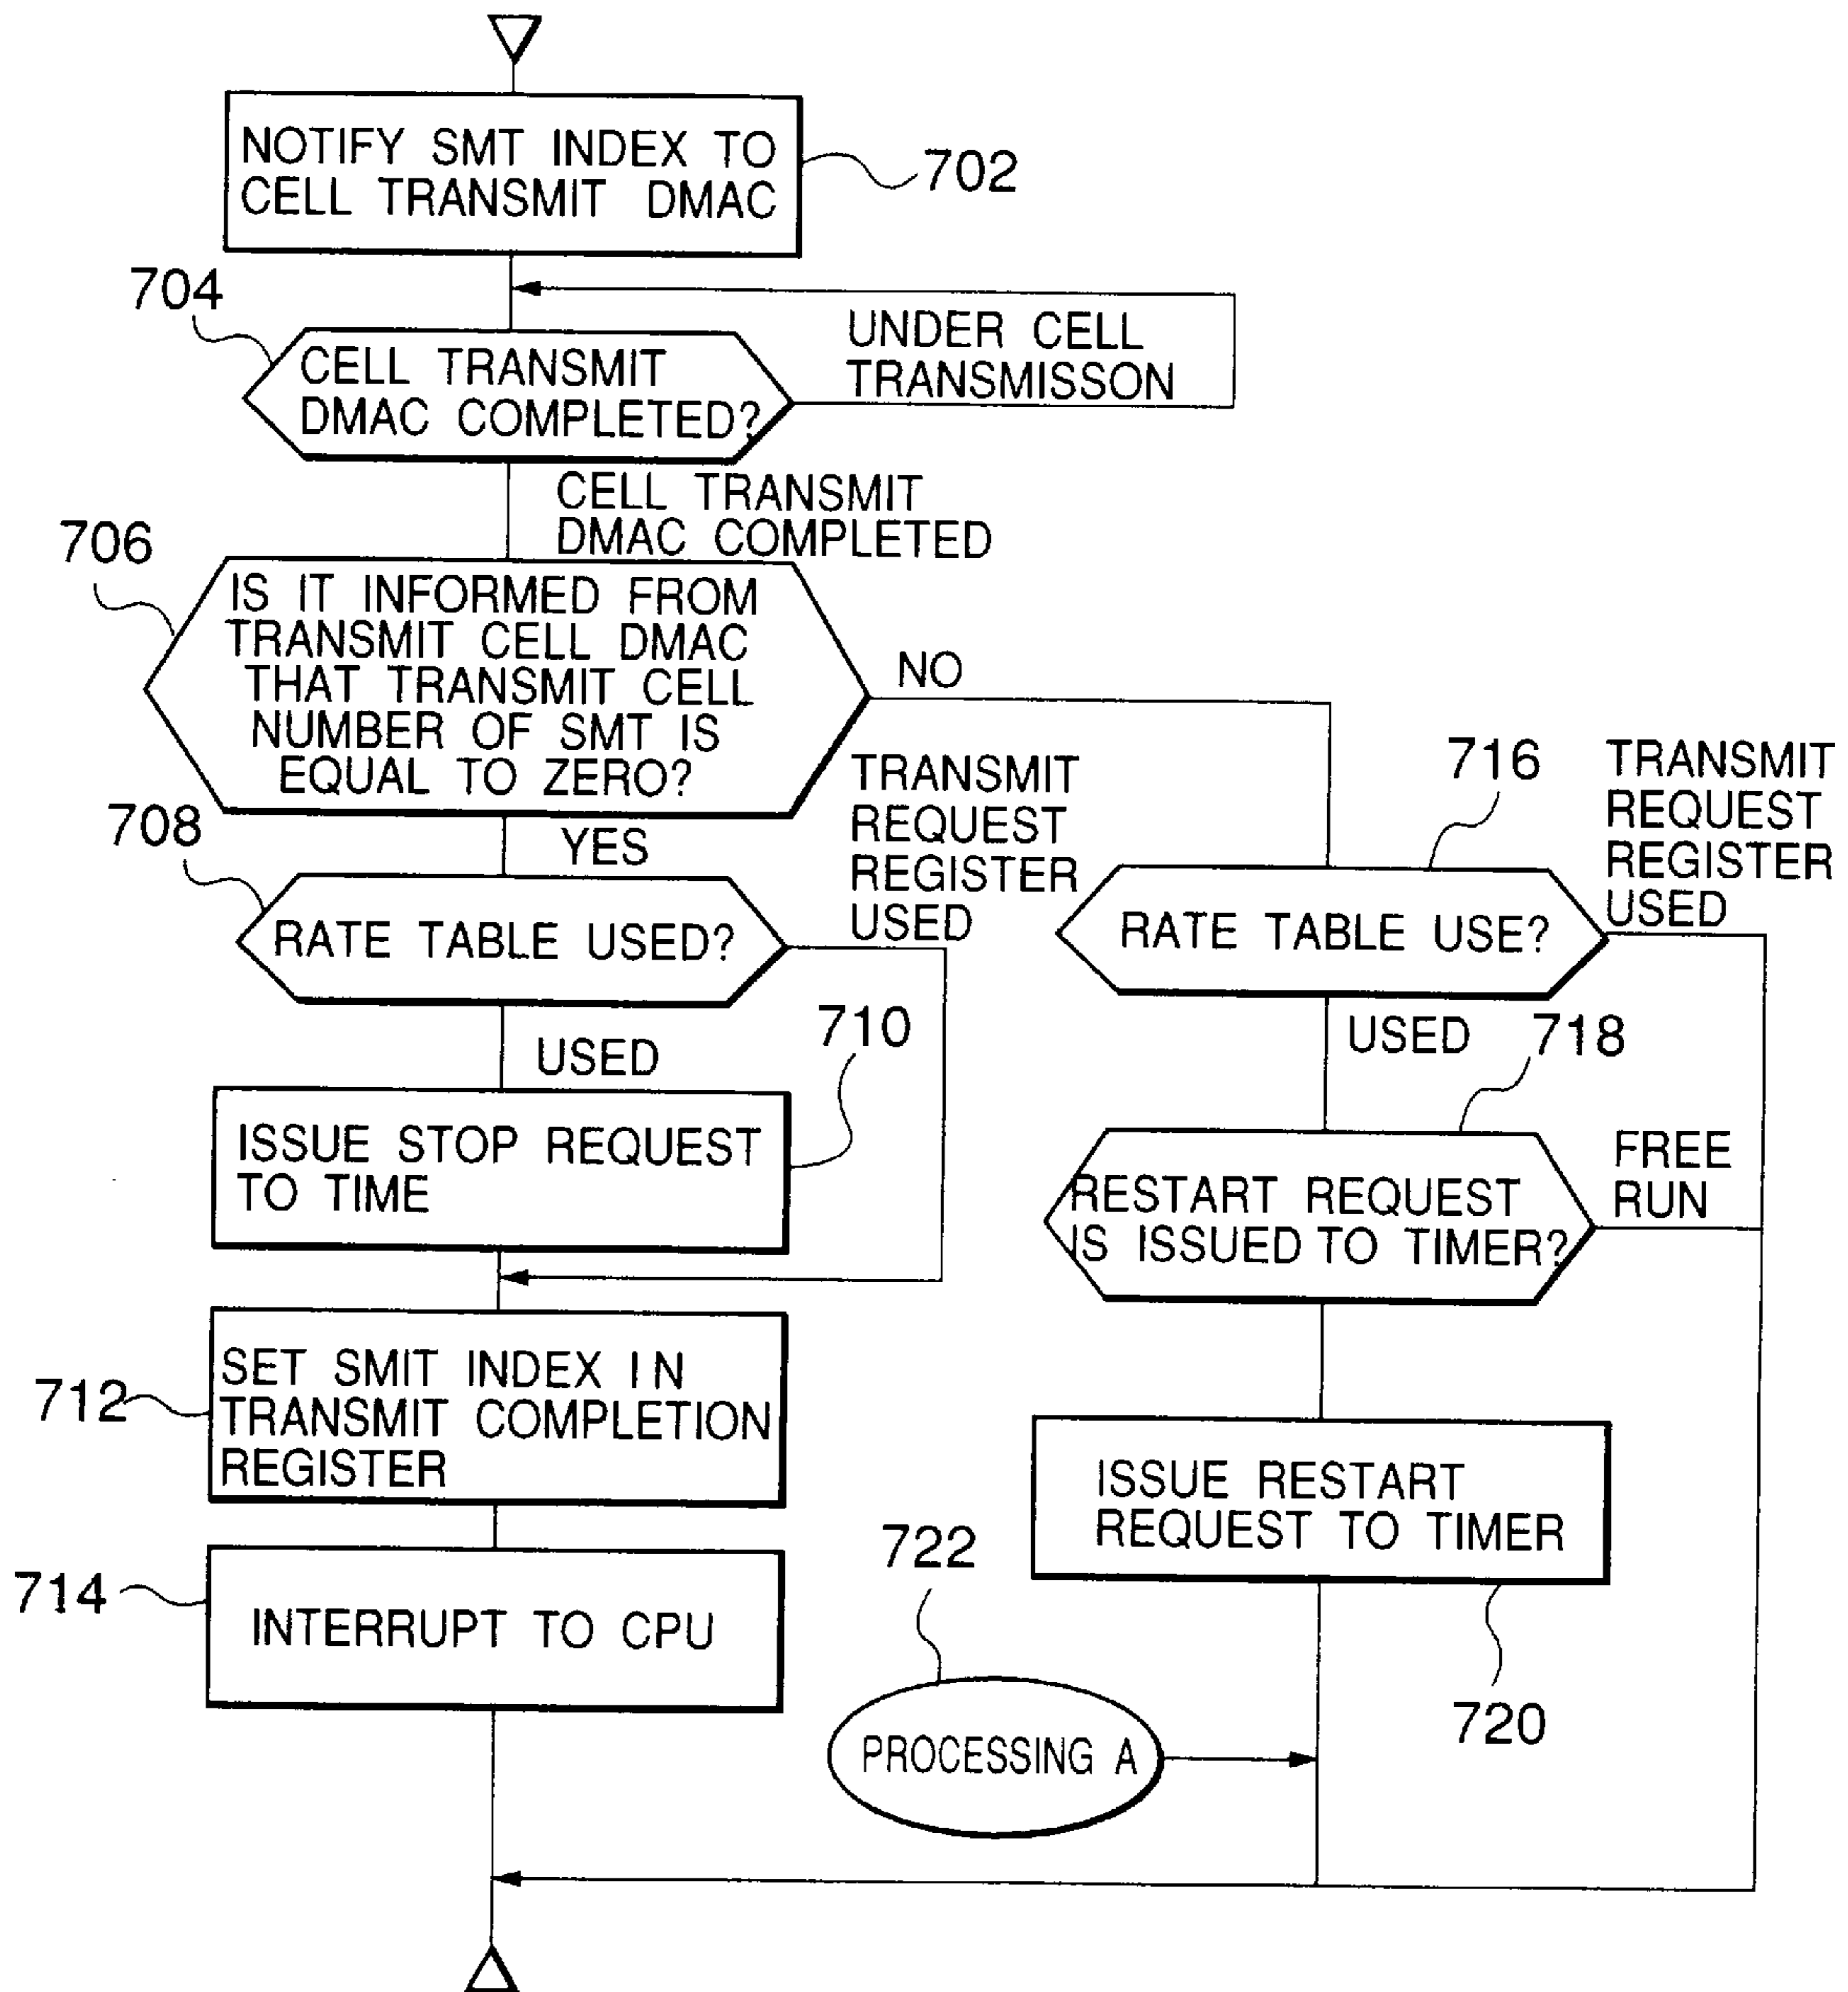 NOTIFY SMT INDEX TO
CELL TRANSMIT DMAC
702
704
CELL TRANSMIT
DMAC COMPLETED?
UNDER CELL
TRANSMISSON
CELL TRANSMIT
DMAC COMPLETED
706
IS IT INFORMED FROM
TRANSMIT CELL DMAC
THAT TRANSMIT CELL
NUMBER OF SMT IS
EQUAL TO ZERO?
NO
YES
708
RATE TABLE USED?
TRANSMIT
REQUEST
REGISTER
USED
716
RATE TABLE USE?
TRANSMIT
REQUEST
REGISTER
USED
USED
710
ISSUE STOP REQUEST
TO TIME
USED
718
RESTART REQUEST
IS ISSUED TO TIMER?
FREE
RUN
712
SET SMIT INDEX IN
TRANSMIT COMPLETION
REGISTER
ISSUE RESTART
REQUEST TO TIMER
720
714
INTERRUPT TO CPU
722
PROCESSING A